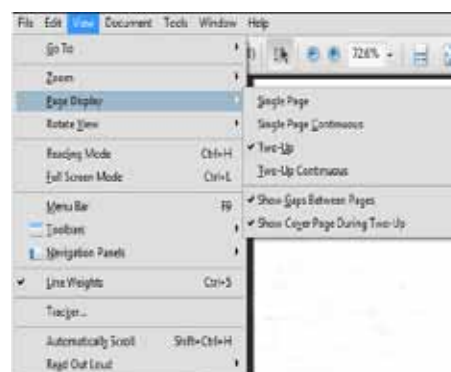 File Edit View Document Tools Window Help
72.6%
Go To
Zoom
Page Display
Rotate View
Reading Mode Ctrl+H
Full Screen Mode Ctrl+L
Menu Bar F9
Toolbars
Navigation Panels
Line Weights Ctrl+5
Tracker...
Automatically Scroll Shift+Ctrl+H
Read Out Loud
Single Page
Single Page Continuous
Two-Up
Two-Up Continuous
Show Gaps Between Pages
Show Cover Page During Two-Up